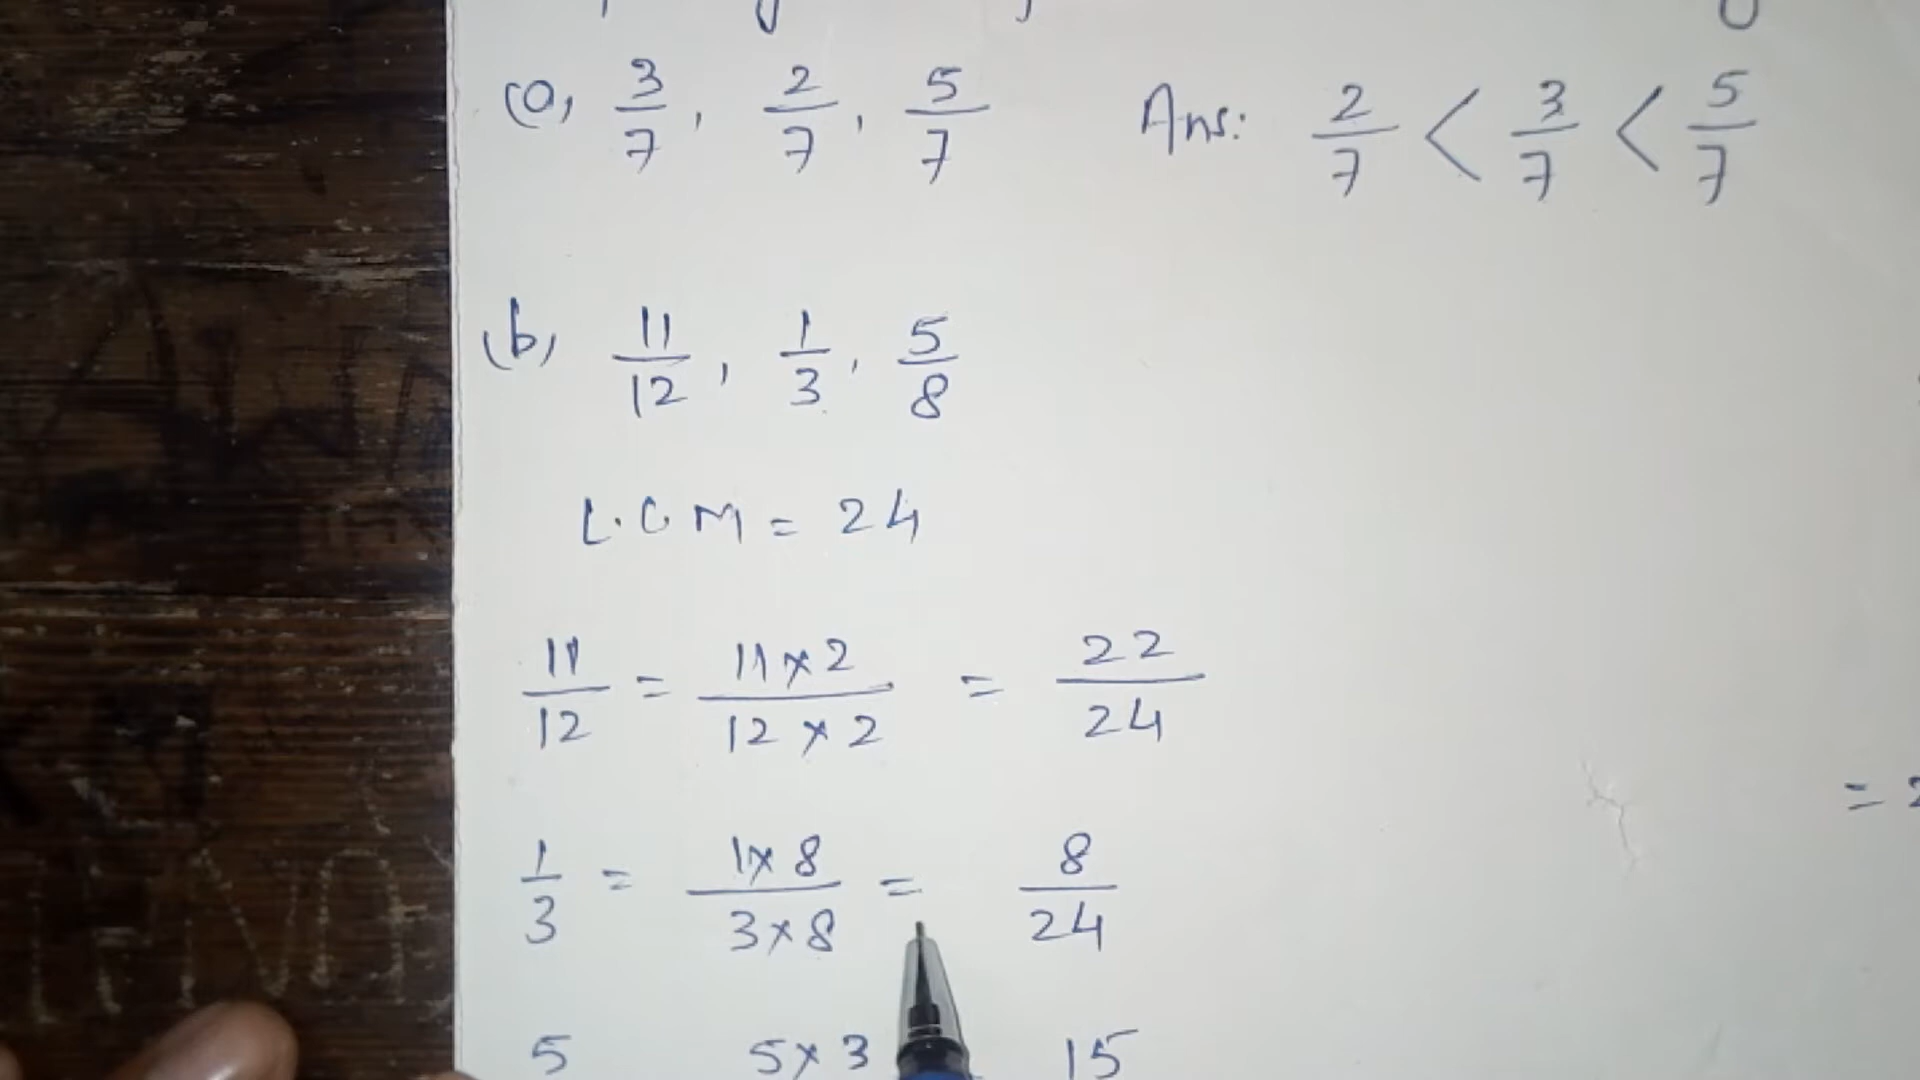 (a) 3/7, 2/7, 5/7 Ans: 2/7 < 3/7 < 5/7
(b) 11/12, 1/3, 5/8
L.C M = 24
11/12 = 11×2/12×2 = 22/24
1/3 = 1×8/3×8 = 8/24
5 5×3 15